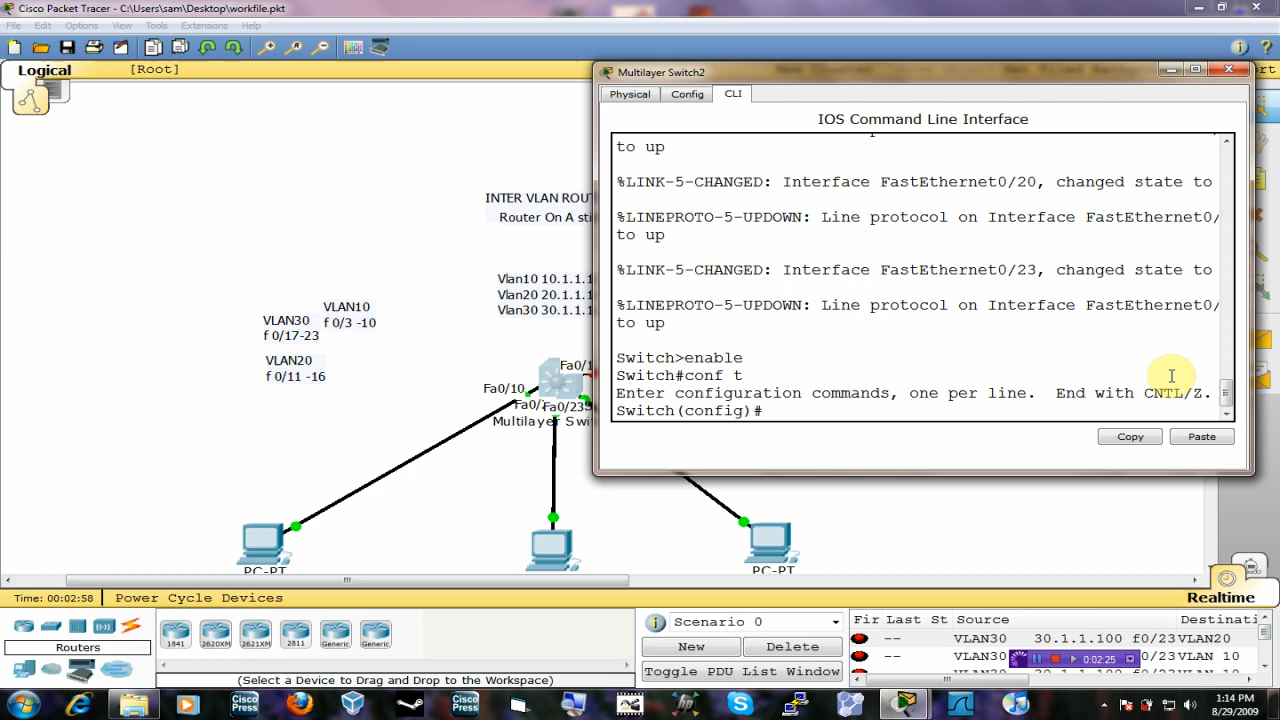 Cisco Packet Tracer - C:\Users\sam\Desktop\workfile.pkt
File Edit Options View Tools Extensions Help
Logical [Root]
Multilayer Switch2
Physical Config CLI
IOS Command Line Interface
to up
%LINK-5-CHANGED: Interface FastEthernet0/20, changed state to
%LINEPROTO-5-UPDOWN: Line protocol on Interface FastEthernet0/
to up
%LINK-5-CHANGED: Interface FastEthernet0/23, changed state to
%LINEPROTO-5-UPDOWN: Line protocol on Interface FastEthernet0/
to up
Switch>enable
Switch#conf t
Enter configuration commands, one per line. End with CNTL/Z.
Switch(config)#
Copy Paste
INTER VLAN ROUT
Router On A sti
Vlan10 10.1.1.1
Vlan20 20.1.1.1
Vlan30 30.1.1.1
VLAN10
f 0/3 -10
VLAN30
f 0/17-23
VLAN20
f 0/11 -16
Fa0/1
Fa0/10
Fa0/23
Multilayer Swit
PC-PT
PC-PT
Time: 00:02:58 Power Cycle Devices
Realtime
Routers
1841 2620XM 2621XM 2811 Generic Generic
(Select a Device to Drag and Drop to the Workspace)
Scenario 0
New Delete
Toggle PDU List Window
Fir Last St Source Destinati
-- VLAN30 30.1.1.100 f0/23 VLAN20
-- VLAN30 30.1.1.100 f0/23 VLAN 10
0:02:25
1:14 PM
8/29/2009